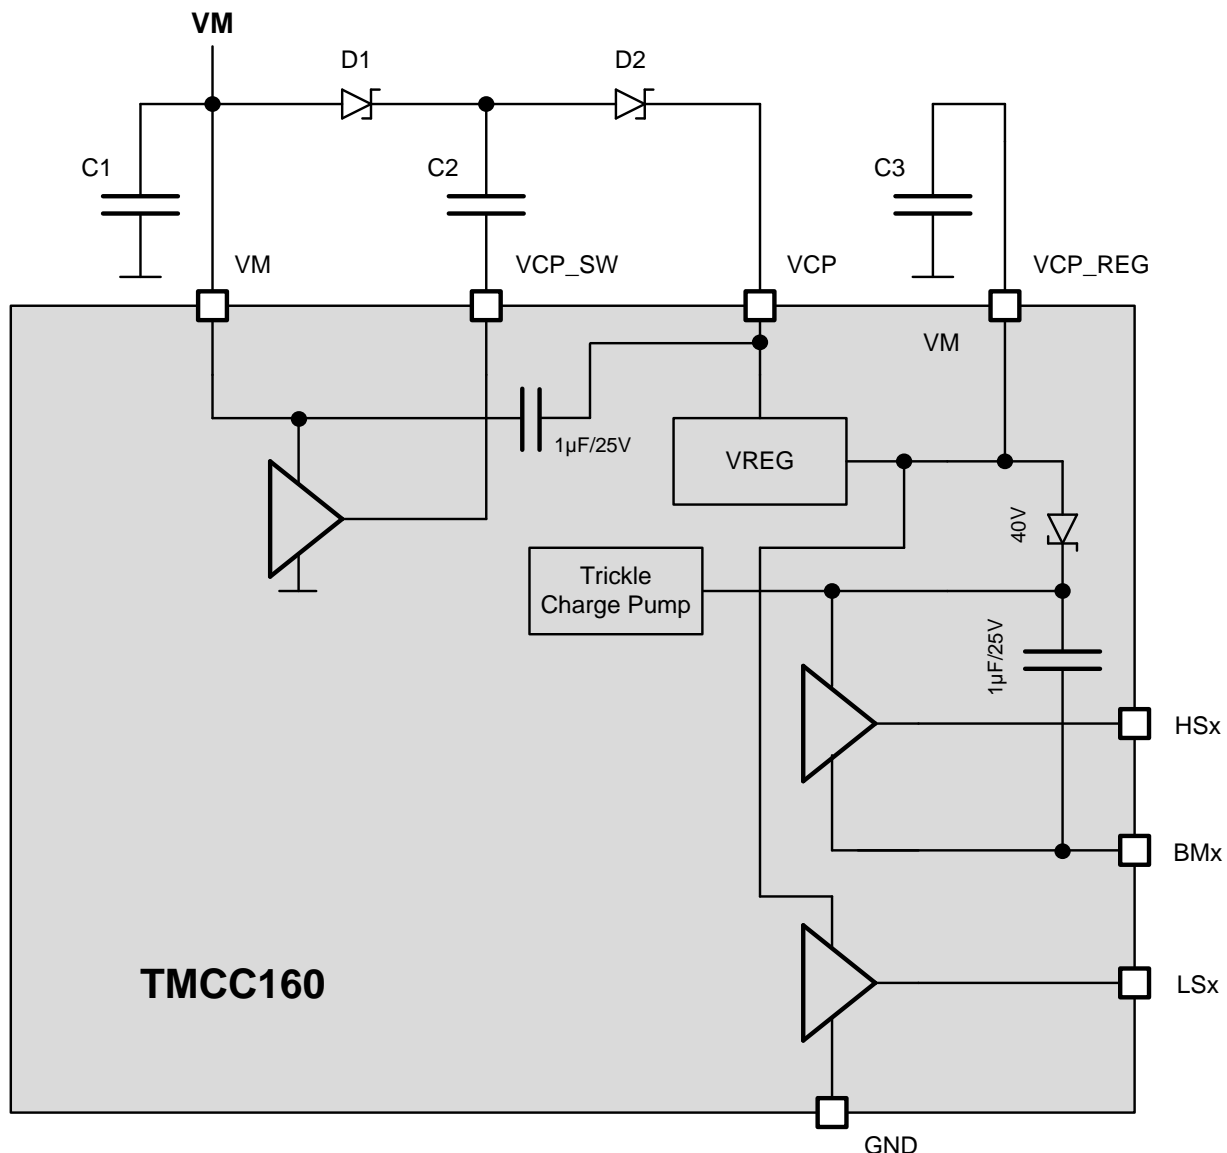 VM
D1
D2
C1
C2
C3
VM
VCP_SW
VCP
VCP_REG
VM
1µF/25V
VREG
40V
Trickle
Charge Pump
1µF/25V
HSx
BMx
TMCC160
LSx
GND